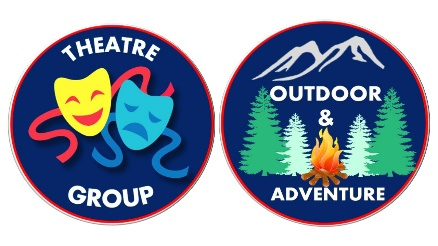 THEATRE
GROUP
OUTDOOR
&
ADVENTURE